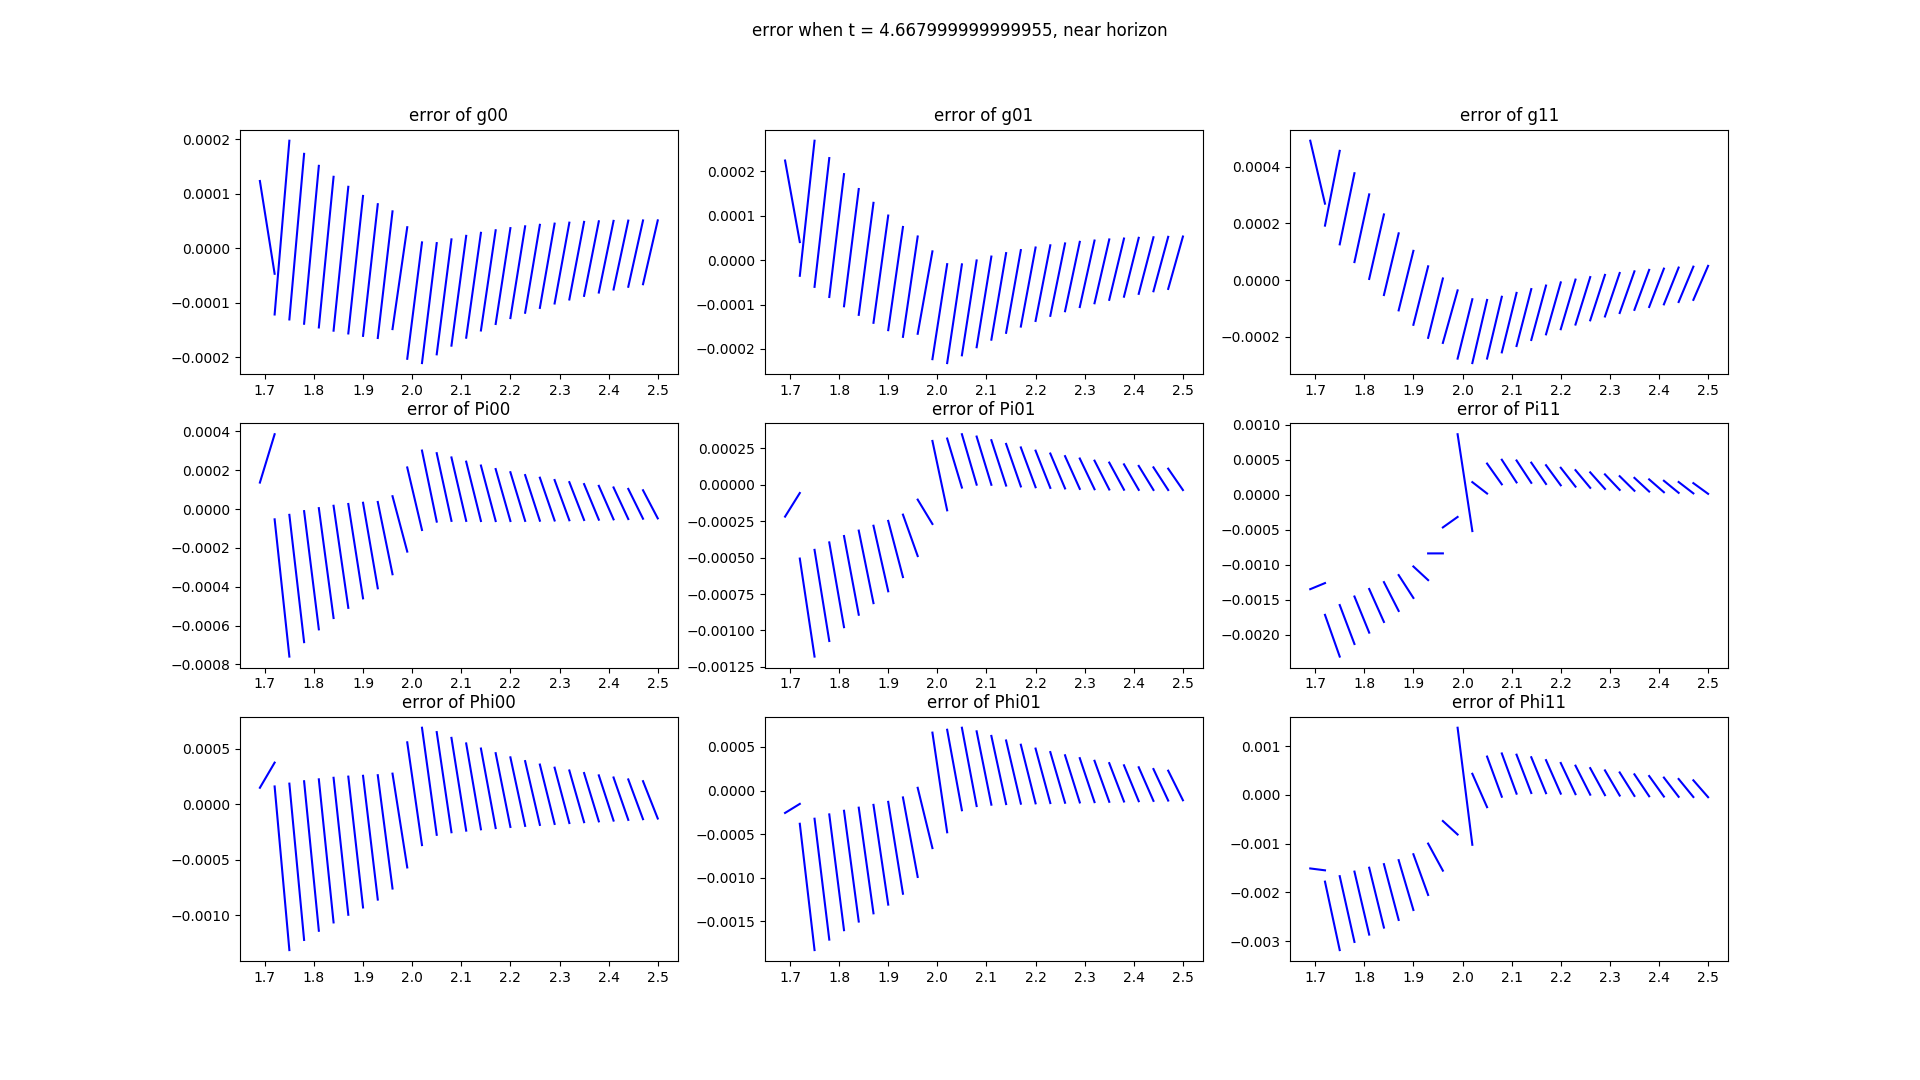 error when t = 4.667999999999955, near horizon
error of g00
error of g01
error of g11
0.0002
0.0001
0.0000
−0.0001
−0.0002
0.0002
0.0001
0.0000
−0.0001
−0.0002
0.0004
0.0002
0.0000
−0.0002
1.7 1.8 1.9 2.0 2.1 2.2 2.3 2.4 2.5
1.7 1.8 1.9 2.0 2.1 2.2 2.3 2.4 2.5
1.7 1.8 1.9 2.0 2.1 2.2 2.3 2.4 2.5
error of Pi00
error of Pi01
error of Pi11
0.0004
0.0002
0.0000
−0.0002
−0.0004
−0.0006
−0.0008
0.00025
0.00000
−0.00025
−0.00050
−0.00075
−0.00100
−0.00125
0.0010
0.0005
0.0000
−0.0005
−0.0010
−0.0015
−0.0020
1.7 1.8 1.9 2.0 2.1 2.2 2.3 2.4 2.5
1.7 1.8 1.9 2.0 2.1 2.2 2.3 2.4 2.5
1.7 1.8 1.9 2.0 2.1 2.2 2.3 2.4 2.5
error of Phi00
error of Phi01
error of Phi11
0.0005
0.0000
−0.0005
−0.0010
0.0005
0.0000
−0.0005
−0.0010
−0.0015
0.001
0.000
−0.001
−0.002
−0.003
1.7 1.8 1.9 2.0 2.1 2.2 2.3 2.4 2.5
1.7 1.8 1.9 2.0 2.1 2.2 2.3 2.4 2.5
1.7 1.8 1.9 2.0 2.1 2.2 2.3 2.4 2.5